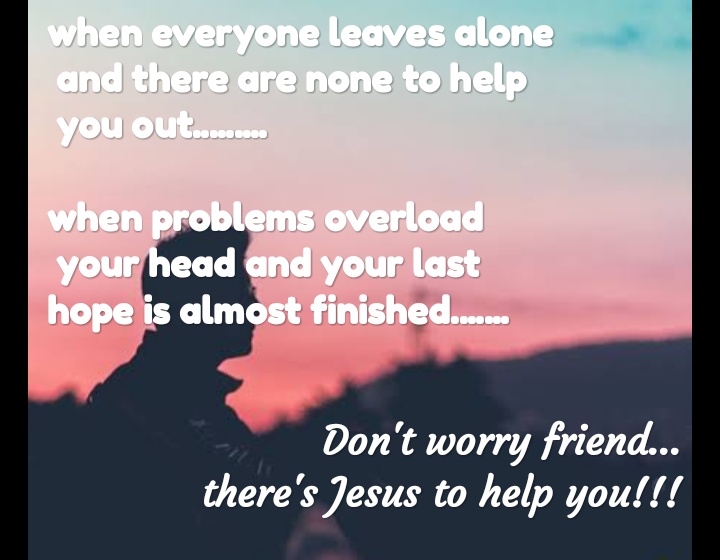 when everyone leaves alone
and there are none to help
you out..........
when problems overload
your head and your last
hope is almost finished.......
Don't worry friend...
there's Jesus to help you!!!